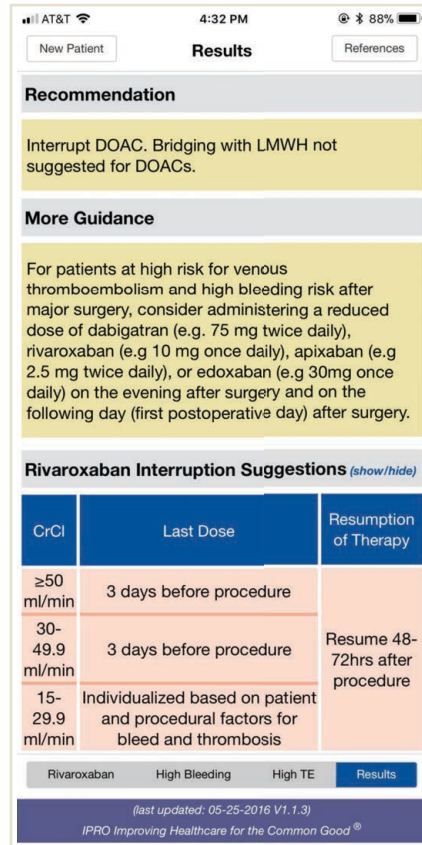 AT&T 4:32 PM 88%
New Patient Results References
Recommendation
Interrupt DOAC. Bridging with LMWH not
suggested for DOACs.
More Guidance
For patients at high risk for venous
thromboembolism and high bleeding risk after
major surgery, consider administering a reduced
dose of dabigatran (e.g. 75 mg twice daily),
rivaroxaban (e.g 10 mg once daily), apixaban (e.g
2.5 mg twice daily), or edoxaban (e.g 30mg once
daily) on the evening after surgery and on the
following day (first postoperative day) after surgery.
Rivaroxaban Interruption Suggestions (show/hide)
CrCl Last Dose Resumption
of Therapy
≥50
ml/min 3 days before procedure
30-
49.9
ml/min 3 days before procedure
15-
29.9
ml/min Individualized based on patient
and procedural factors for
bleed and thrombosis
Resume 48-
72hrs after
procedure
Rivaroxaban High Bleeding High TE Results
(last updated: 05-25-2016 V1.1.3)
IPRO Improving Healthcare for the Common Good ®